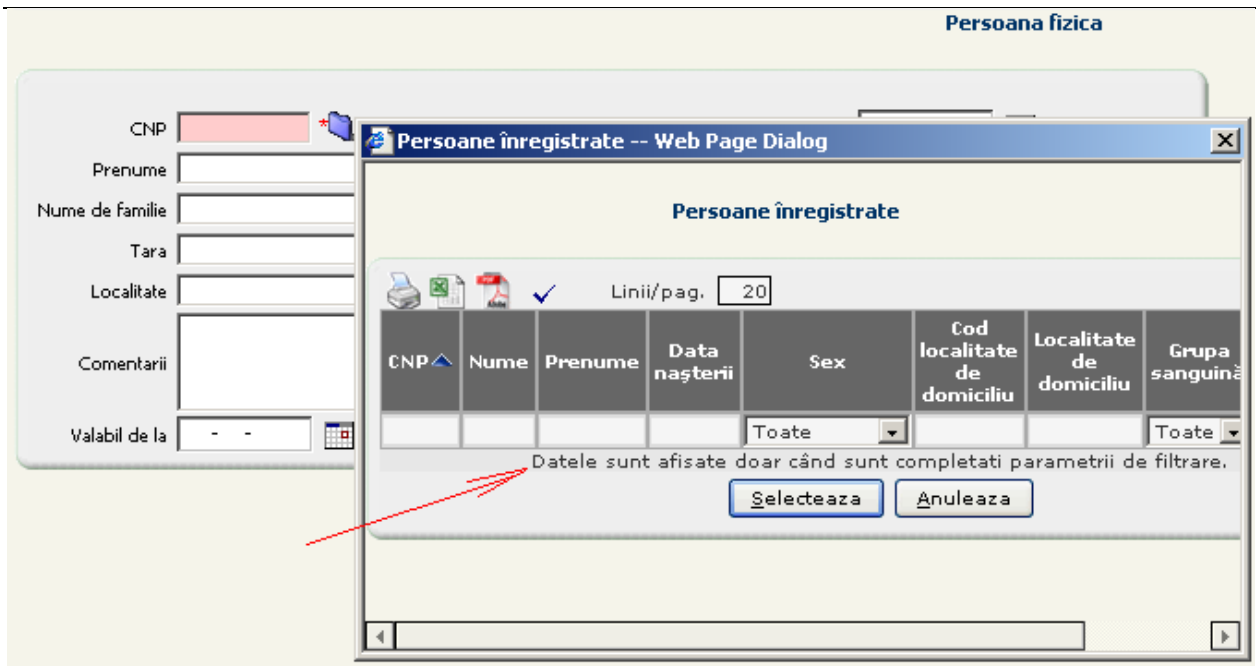 Persoana fizica
CNP
*
Prenume
Nume de familie
Tara
Localitate
Comentarii
Valabil de la
- -
Persoane înregistrate -- Web Page Dialog
Persoane înregistrate
Linii/pag. 20
CNP Nume Prenume Data naşterii Sex Cod localitate de domiciliu Localitate de domiciliu Grupa sanguină
Toate Toate
Datele sunt afisate doar când sunt completati parametrii de filtrare.
Selecteaza Anuleaza